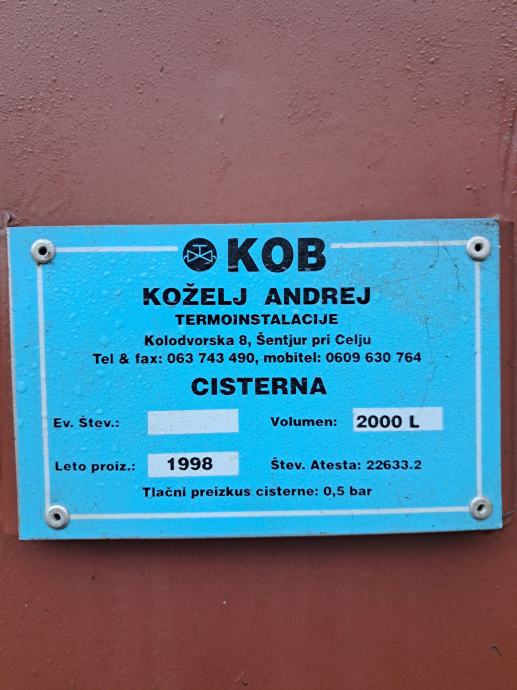 KOB
KOŽELJ ANDREJ
TERMOINSTALACIJE
Kolodvorska 8, Šentjur pri Celju
Tel & fax: 063 743 490, mobitel: 0609 630 764
CISTERNA
Ev. Štev.: Volumen: 2000 L
Leto proiz.: 1998 Štev. Atesta: 22633.2
Tlačni preizkus cisterne: 0,5 bar